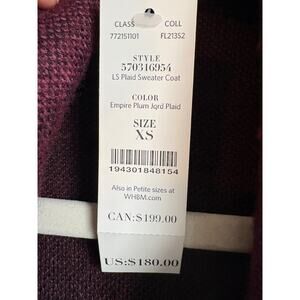 CLASS COLL
772151101 FL21352
STYLE
570316954
LS Plaid Sweater Coat
COLOR
Empire Plum Jqrd Plaid
SIZE
XS
194301848154
Also in Petite sizes at
WHBM.com
CAN:$199.00
US:$180.00